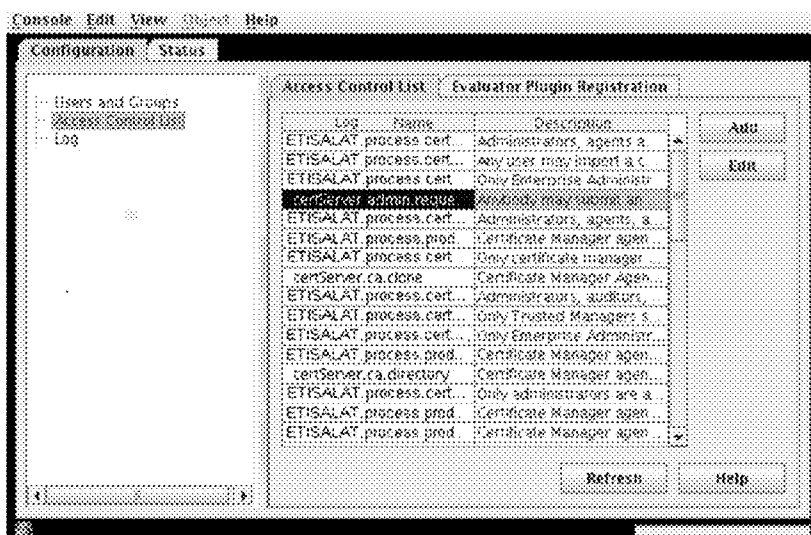 Console Edit View Object Help
Configuration Status
Users and Groups
Access Control List
Log
Access Control List Evaluator Plugin Registration
Log Name Description
ETISALAT.process.cert... Administrators, agents a...
ETISALAT.process.cert... Any user may import a c...
ETISALAT.process.cert... Only Enterprise Administr...
certServer.admin.reque... Anybody may submit an
ETISALAT.process.cert... Administrators, agents, a...
ETISALAT.process.prod... Certificate Manager agen...
ETISALAT.process.cert... Only certificate manager ...
certServer.ca.clone Certificate Manager Agen...
ETISALAT.process.cert... Administrators, auditors, ...
ETISALAT.process.cert... Only Trusted Managers s...
ETISALAT.process.cert... Only Enterprise Administr...
ETISALAT.process.prod... Certificate Manager agen...
certServer.ca.directory Certificate Manager agen...
ETISALAT.process.cert... Only administrators are a...
ETISALAT.process.prod... Certificate Manager agen...
ETISALAT.process.prod... Certificate Manager agen...
Add
Edit
Refresh Help